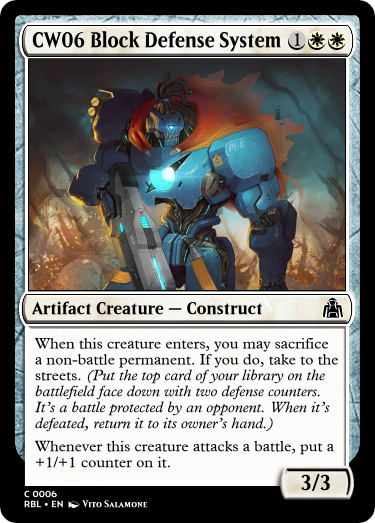 CW06 Block Defense System 1
Artifact Creature — Construct
When this creature enters, you may sacrifice
a non-battle permanent. If you do, take to the
streets. (Put the top card of your library on the
battlefield face down with two defense counters.
It's a battle protected by an opponent. When it's
defeated, return it to its owner's hand.)
Whenever this creature attacks a battle, put a
+1/+1 counter on it.
3/3
C 0006
RBL • EN Vito Salamone